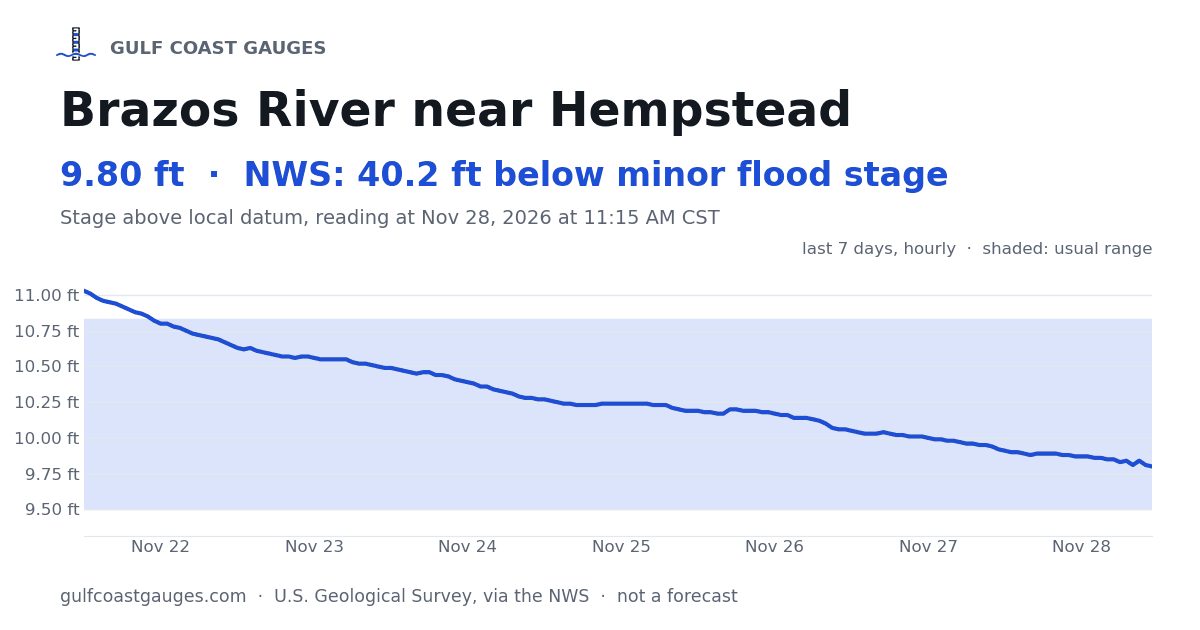 GULF COAST GAUGES
Brazos River near Hempstead
9.80 ft · NWS: 40.2 ft below minor flood stage
Stage above local datum, reading at Nov 28, 2026 at 11:15 AM CST
last 7 days, hourly · shaded: usual range
11.00 ft
10.75 ft
10.50 ft
10.25 ft
10.00 ft
9.75 ft
9.50 ft
Nov 22 Nov 23 Nov 24 Nov 25 Nov 26 Nov 27 Nov 28
gulfcoastgauges.com · U.S. Geological Survey, via the NWS · not a forecast